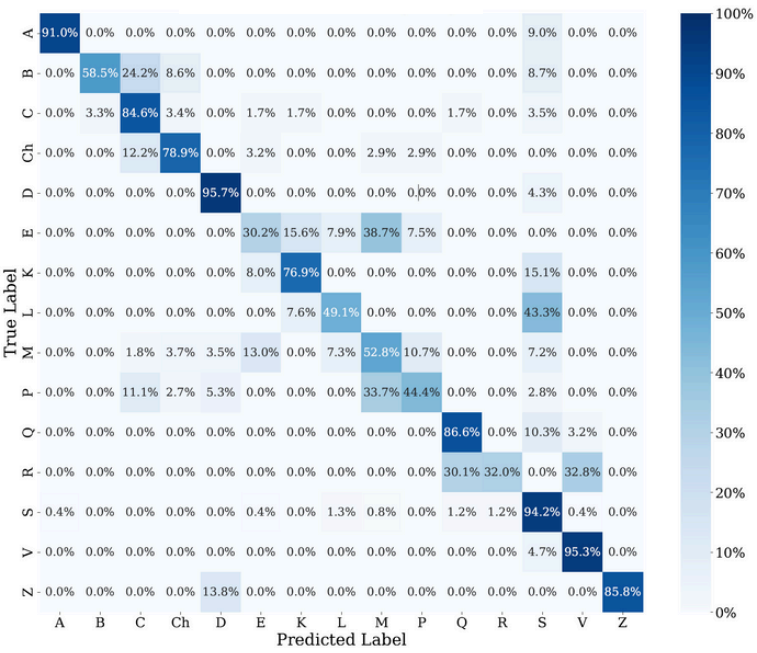 A 91.0% 0.0% 0.0% 0.0% 0.0% 0.0% 0.0% 0.0% 0.0% 0.0% 0.0% 0.0% 9.0% 0.0% 0.0%
B 0.0% 58.5% 24.2% 8.6% 0.0% 0.0% 0.0% 0.0% 0.0% 0.0% 0.0% 0.0% 8.7% 0.0% 0.0%
C 0.0% 3.3% 84.6% 3.4% 0.0% 1.7% 1.7% 0.0% 0.0% 0.0% 1.7% 0.0% 3.5% 0.0% 0.0%
Ch 0.0% 0.0% 12.2% 78.9% 0.0% 3.2% 0.0% 0.0% 2.9% 2.9% 0.0% 0.0% 0.0% 0.0% 0.0%
D 0.0% 0.0% 0.0% 0.0% 95.7% 0.0% 0.0% 0.0% 0.0% 0.0% 0.0% 0.0% 4.3% 0.0% 0.0%
E 0.0% 0.0% 0.0% 0.0% 0.0% 30.2% 15.6% 7.9% 38.7% 7.5% 0.0% 0.0% 0.0% 0.0% 0.0%
K 0.0% 0.0% 0.0% 0.0% 0.0% 8.0% 76.9% 0.0% 0.0% 0.0% 0.0% 0.0% 15.1% 0.0% 0.0%
L 0.0% 0.0% 0.0% 0.0% 0.0% 0.0% 7.6% 49.1% 0.0% 0.0% 0.0% 0.0% 43.3% 0.0% 0.0%
M 0.0% 0.0% 1.8% 3.7% 3.5% 13.0% 0.0% 7.3% 52.8% 10.7% 0.0% 0.0% 7.2% 0.0% 0.0%
P 0.0% 0.0% 11.1% 2.7% 5.3% 0.0% 0.0% 0.0% 33.7% 44.4% 0.0% 0.0% 2.8% 0.0% 0.0%
Q 0.0% 0.0% 0.0% 0.0% 0.0% 0.0% 0.0% 0.0% 0.0% 0.0% 86.6% 0.0% 10.3% 3.2% 0.0%
R 0.0% 0.0% 0.0% 0.0% 0.0% 0.0% 0.0% 0.0% 0.0% 0.0% 30.1% 32.0% 0.0% 32.8% 0.0%
S 0.4% 0.0% 0.0% 0.0% 0.0% 0.4% 0.0% 1.3% 0.8% 0.0% 1.2% 1.2% 94.2% 0.4% 0.0%
V 0.0% 0.0% 0.0% 0.0% 0.0% 0.0% 0.0% 0.0% 0.0% 0.0% 0.0% 0.0% 4.7% 95.3% 0.0%
Z 0.0% 0.0% 0.0% 0.0% 13.8% 0.0% 0.0% 0.0% 0.0% 0.0% 0.0% 0.0% 0.0% 0.0% 85.8%
A B C Ch D E K L M P Q R S V Z
Predicted Label
True Label
100%
90%
80%
70%
60%
50%
40%
30%
20%
10%
0%